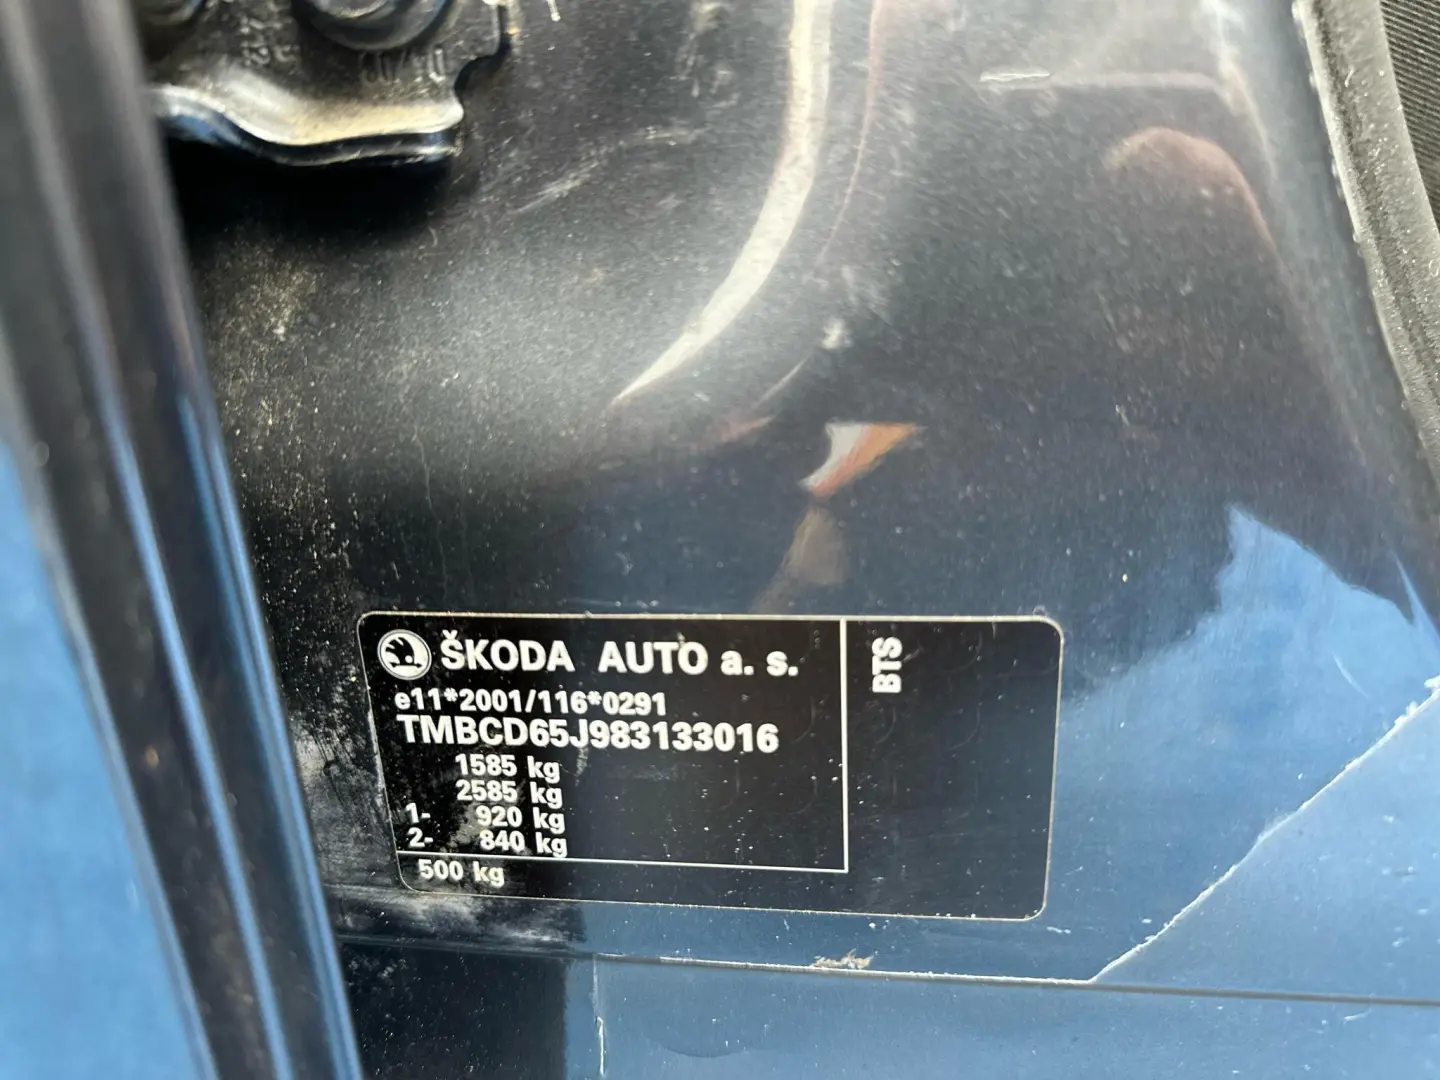 ŠKODA AUTO a. s.
e11*2001/116*0291
TMBCD65J983133016
1585 kg
2585 kg
1- 920 kg
2- 840 kg
500 kg
BTS